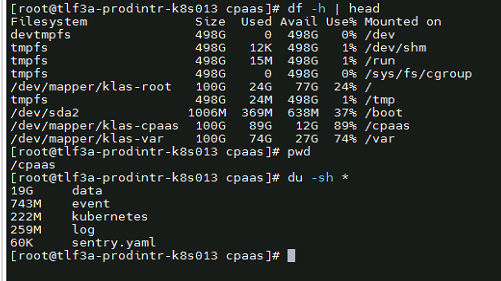 [root@tlf3a-prodintr-k8s013 cpaas]# df -h | head
Filesystem Size Used Avail Use% Mounted on
devtmpfs 498G 0 498G 0% /dev
tmpfs 498G 12K 498G 1% /dev/shm
tmpfs 498G 15M 498G 1% /run
tmpfs 498G 0 498G 0% /sys/fs/cgroup
/dev/mapper/klas-root 100G 24G 77G 24% /
tmpfs 498G 24M 498G 1% /tmp
/dev/sda2 1006M 369M 638M 37% /boot
/dev/mapper/klas-cpaas 100G 89G 12G 89% /cpaas
/dev/mapper/klas-var 100G 74G 27G 74% /var
[root@tlf3a-prodintr-k8s013 cpaas]# pwd
/cpaas
[root@tlf3a-prodintr-k8s013 cpaas]# du -sh *
19G data
743M event
222M kubernetes
259M log
60K sentry.yaml
[root@tlf3a-prodintr-k8s013 cpaas]#